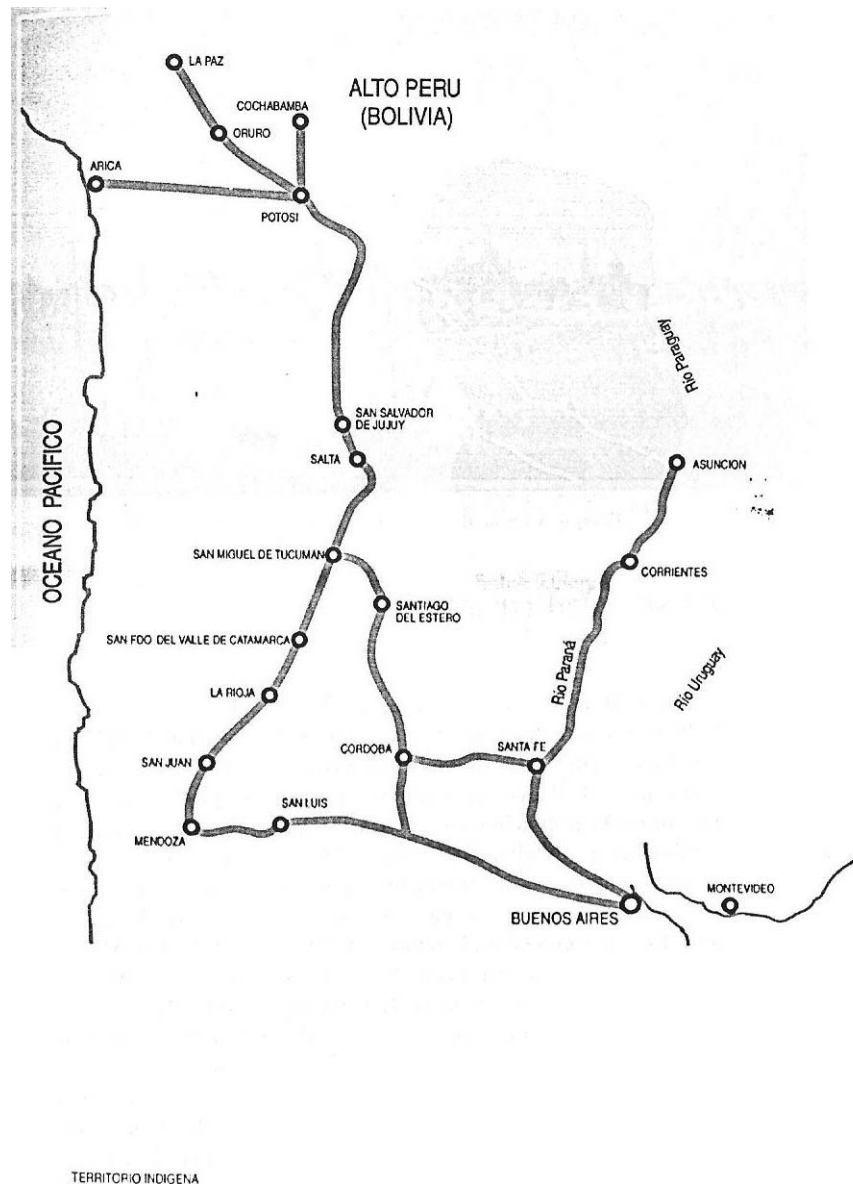 LA PAZ
ALTO PERU
(BOLIVIA)
COCHABAMBA
ORURO
ARICA
POTOSI
Río Paraguay
SAN SALVADOR
DE JUJUY
SALTA
ASUNCION
OCEANO PACIFICO
SAN MIGUEL DE TUCUMAN
CORRIENTES
SANTIAGO
DEL ESTERO
SAN FDO. DEL VALLE DE CATAMARCA
Río Paraná
Río Uruguay
LA RIOJA
CORDOBA
SANTA FE
SAN JUAN
SAN LUIS
MENDOZA
MONTEVIDEO
BUENOS AIRES
TERRITORIO INDIGENA